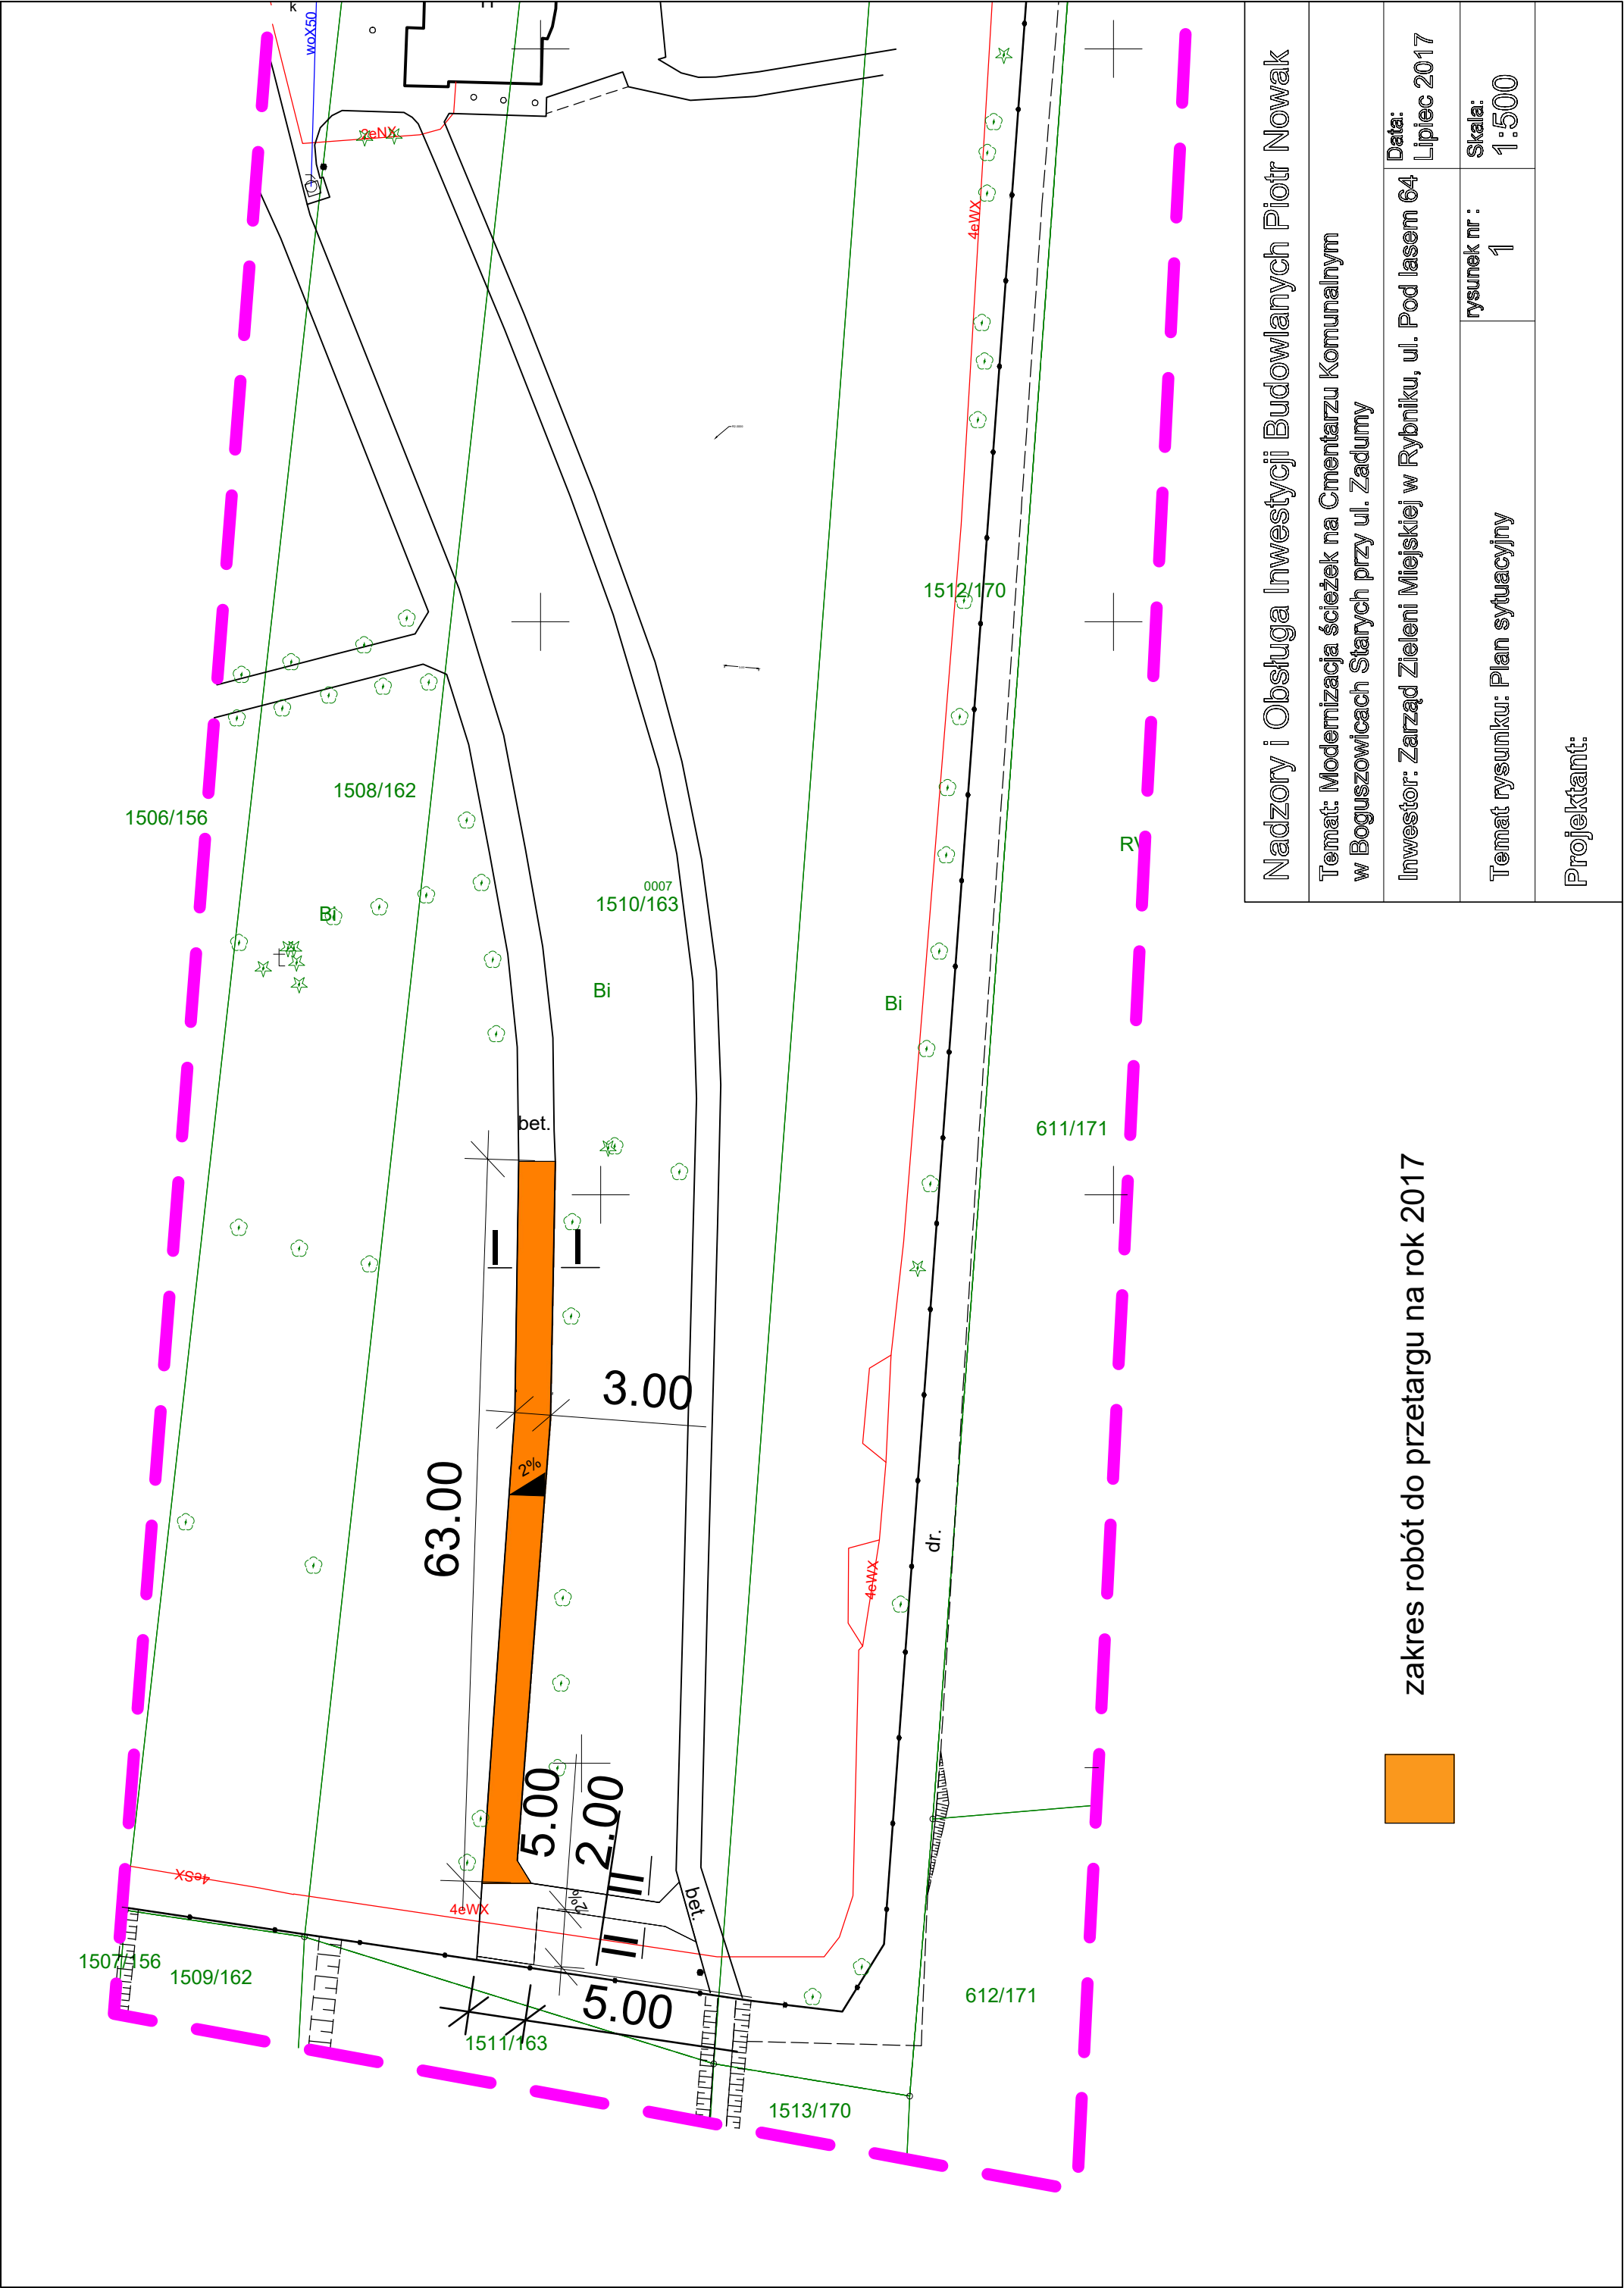 k
woX50
2eNX
4eWX
1512/170
1508/162
1506/156
0007
1510/163
Bi
Bi
Bi
RV
bet.
611/171
I I
3.00
63.00
2%
dr.
4eWX
5.00
2.00
2%
II
II
bet.
4eSX
4eWX
1507/156
1509/162
5.00
1511/163
612/171
1513/170
Nadzory i Obsługa Inwestycji Budowlanych Piotr Nowak
Temat: Modernizacja ścieżek na Cmentarzu Komunalnym
w Boguszowicach Starych przy ul. Zadumy
Inwestor: Zarząd Zieleni Miejskiej w Rybniku, ul. Pod lasem 64
Data:
Lipiec 2017
Temat rysunku: Plan sytuacyjny
rysunek nr :
1
Skala:
1:500
Projektant:
zakres robót do przetargu na rok 2017